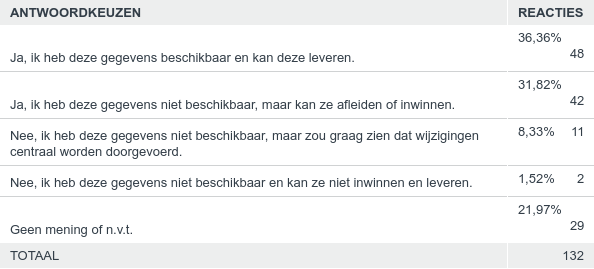 ANTWOORDKEUZEN REACTIES
36,36%
48
Ja, ik heb deze gegevens beschikbaar en kan deze leveren.
31,82%
42
Ja, ik heb deze gegevens niet beschikbaar, maar kan ze afleiden of inwinnen.
Nee, ik heb deze gegevens niet beschikbaar, maar zou graag zien dat wijzigingen 8,33% 11
centraal worden doorgevoerd.
Nee, ik heb deze gegevens niet beschikbaar en kan ze niet inwinnen en leveren. 1,52% 2
21,97%
29
Geen mening of n.v.t.
TOTAAL 132